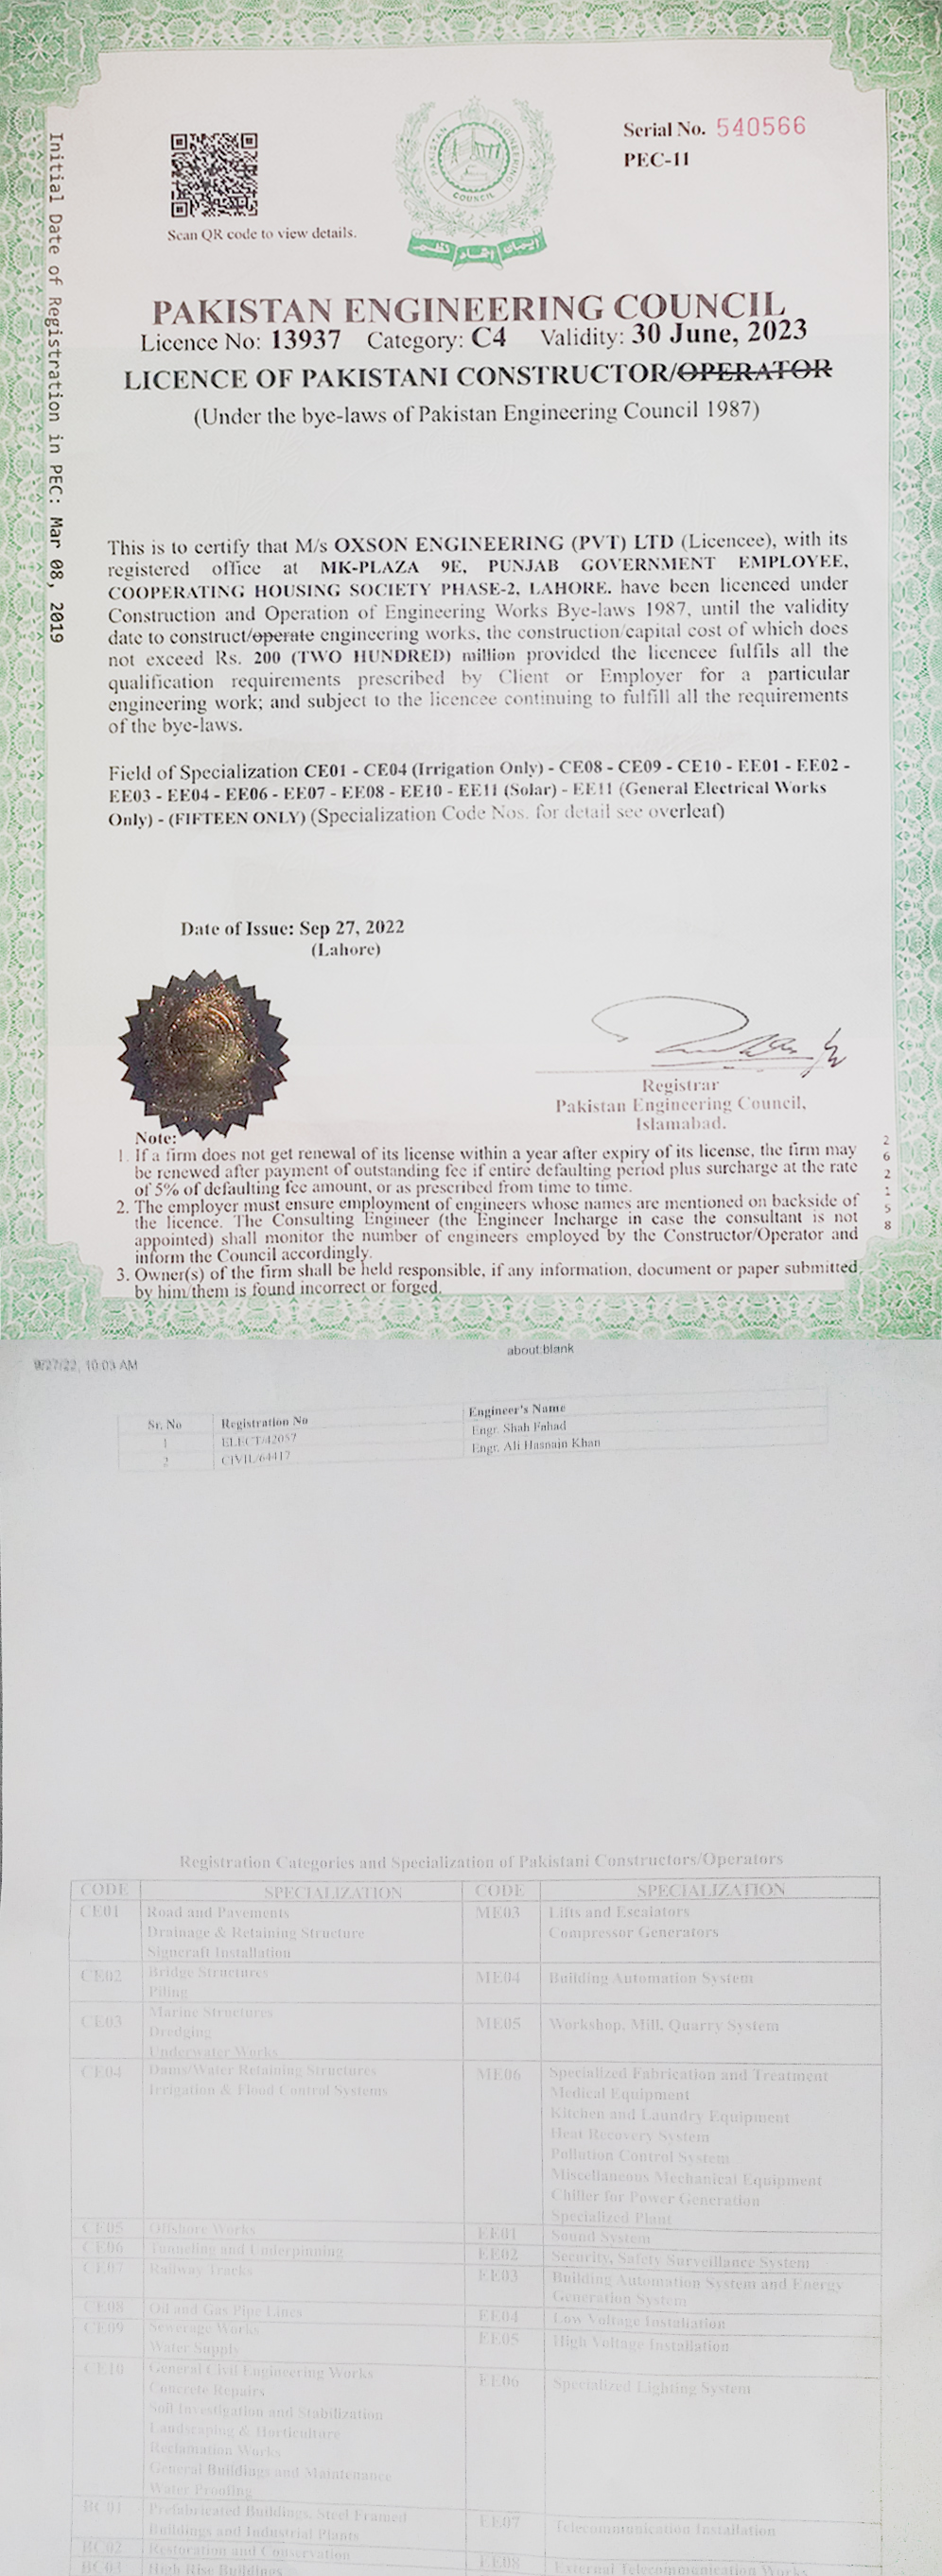 Serial No. 540566
PEC-11
Scan QR code to view details.
PAKISTAN ENGINEERING COUNCIL
ایمان اتحاد نظم
Initial Date of Registration in PEC: Mar 08, 2019
PAKISTAN ENGINEERING COUNCIL
Licence No: 13937 Category: C4 Validity: 30 June, 2023
LICENCE OF PAKISTANI CONSTRUCTOR/OPERATOR
(Under the bye-laws of Pakistan Engineering Council 1987)
This is to certify that M/s OXSON ENGINEERING (PVT) LTD (Licencee), with its
registered office at MK-PLAZA 9E, PUNJAB GOVERNMENT EMPLOYEE,
COOPERATING HOUSING SOCIETY PHASE-2, LAHORE. have been licenced under
Construction and Operation of Engineering Works Bye-laws 1987, until the validity
date to construct/operate engineering works, the construction/capital cost of which does
not exceed Rs. 200 (TWO HUNDRED) million provided the licencee fulfils all the
qualification requirements prescribed by Client or Employer for a particular
engineering work; and subject to the licencee continuing to fulfill all the requirements
of the bye-laws.
Field of Specialization CE01 - CE04 (Irrigation Only) - CE08 - CE09 - CE10 - EE01 - EE02 -
EE03 - EE04 - EE06 - EE07 - EE08 - EE10 - EE11 (Solar) - EE11 (General Electrical Works
Only) - (FIFTEEN ONLY) (Specialization Code Nos. for detail see overleaf)
Date of Issue: Sep 27, 2022
(Lahore)
Registrar
Pakistan Engineering Council,
Islamabad.
Note:
1. If a firm does not get renewal of its license within a year after expiry of its license, the firm may
be renewed after payment of outstanding fee if entire defaulting period plus surcharge at the rate
of 5% of defaulting fee amount, or as prescribed from time to time.
2. The employer must ensure employment of engineers whose names are mentioned on backside of
the licence. The Consulting Engineer (the Engineer Incharge in case the consultant is not
appointed) shall monitor the number of engineers employed by the Constructor/Operator and
inform the Council accordingly.
3. Owner(s) of the firm shall be held responsible, if any information, document or paper submitted
by him/them is found incorrect or forged.
262158
9/27/22, 10:03 AM about:blank
Sr. No Registration No Engineer's Name
1 ELECT/42057 Engr. Shah Fahad
2 CIVIL/64417 Engr. Ali Hasnain Khan
Registration Categories and Specialization of Pakistani Constructors/Operators
CODE SPECIALIZATION CODE SPECIALIZATION
CE01 Road and Pavements ME03 Lifts and Escalators
Drainage & Retaining Structure Compressor Generators
Signcraft Installation
CE02 Bridge Structures ME04 Building Automation System
Piling
CE03 Marine Structures ME05 Workshop, Mill, Quarry System
Dredging
Underwater Works
CE04 Dams/Water Retaining Structures ME06 Specialized Fabrication and Treatment
Irrigation & Flood Control Systems Medical Equipment
Kitchen and Laundry Equipment
Heat Recovery System
Pollution Control System
Miscellaneous Mechanical Equipment
Chiller for Power Generation
Specialized Plant
CE05 Offshore Works EE01 Sound System
CE06 Tunneling and Underpinning EE02 Security, Safety Surveillance System
CE07 Railway Tracks EE03 Building Automation System and Energy
Generation System
CE08 Oil and Gas Pipe Lines EE04 Low Voltage Installation
CE09 Sewerage Works EE05 High Voltage Installation
Water Supply
CE10 General Civil Engineering Works EE06 Specialized Lighting System
Concrete Repairs
Soil Investigation and Stabilization
Landscaping & Horticulture
Reclamation Works
General Buildings and Maintenance
Water Proofing
BC01 Prefabricated Buildings, Steel Framed EE07 Telecommunication Installation
Buildings and Industrial Plants
BC02 Restoration and Conservation EE08 External Telecommunication Works
BC03 High Rise Buildings